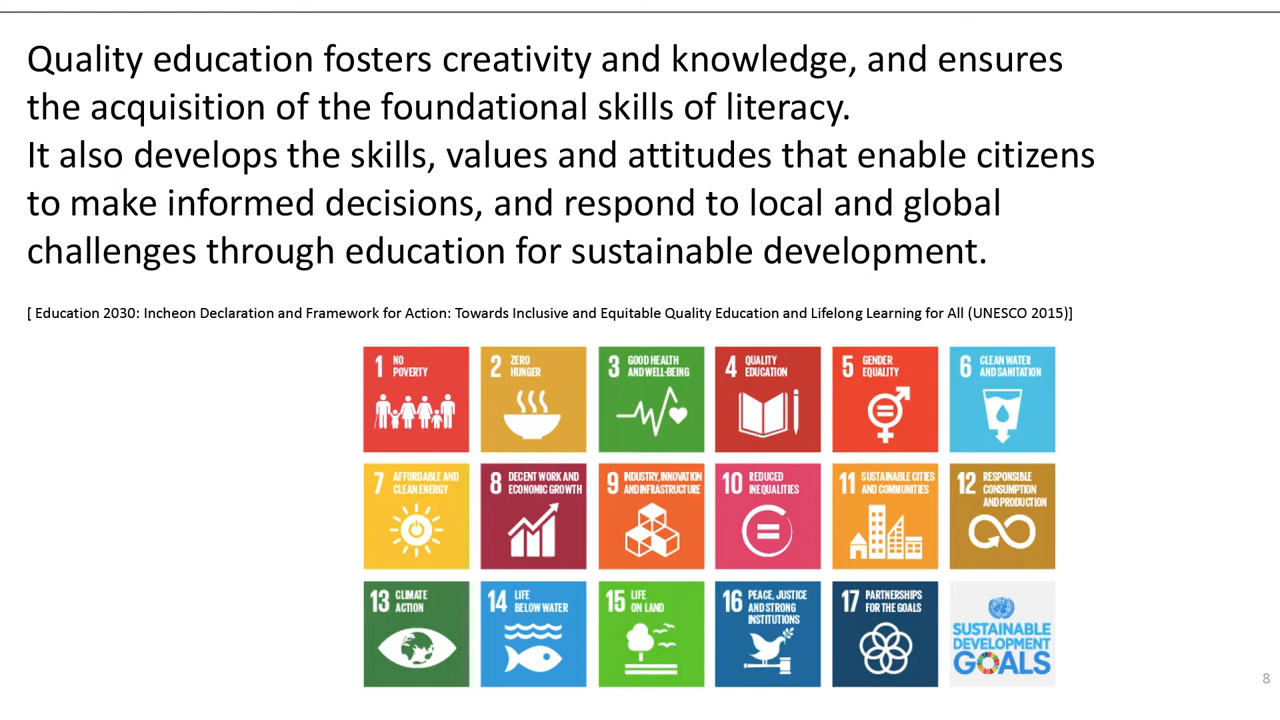 Quality education fosters creativity and knowledge, and ensures
the acquisition of the foundational skills of literacy.
It also develops the skills, values and attitudes that enable citizens
to make informed decisions, and respond to local and global
challenges through education for sustainable development.
[ Education 2030: Incheon Declaration and Framework for Action: Towards Inclusive and Equitable Quality Education and Lifelong Learning for All (UNESCO 2015)]
1 NO
POVERTY
2 ZERO
HUNGER
3 GOOD HEALTH
AND WELL-BEING
4 QUALITY
EDUCATION
5 GENDER
EQUALITY
6 CLEAN WATER
AND SANITATION
7 AFFORDABLE AND
CLEAN ENERGY
8 DECENT WORK AND
ECONOMIC GROWTH
9 INDUSTRY, INNOVATION
AND INFRASTRUCTURE
10 REDUCED
INEQUALITIES
11 SUSTAINABLE CITIES
AND COMMUNITIES
12 RESPONSIBLE
CONSUMPTION
AND PRODUCTION
13 CLIMATE
ACTION
14 LIFE
BELOW WATER
15 LIFE
ON LAND
16 PEACE, JUSTICE
AND STRONG
INSTITUTIONS
17 PARTNERSHIPS
FOR THE GOALS
SUSTAINABLE
DEVELOPMENT
GOALS
8